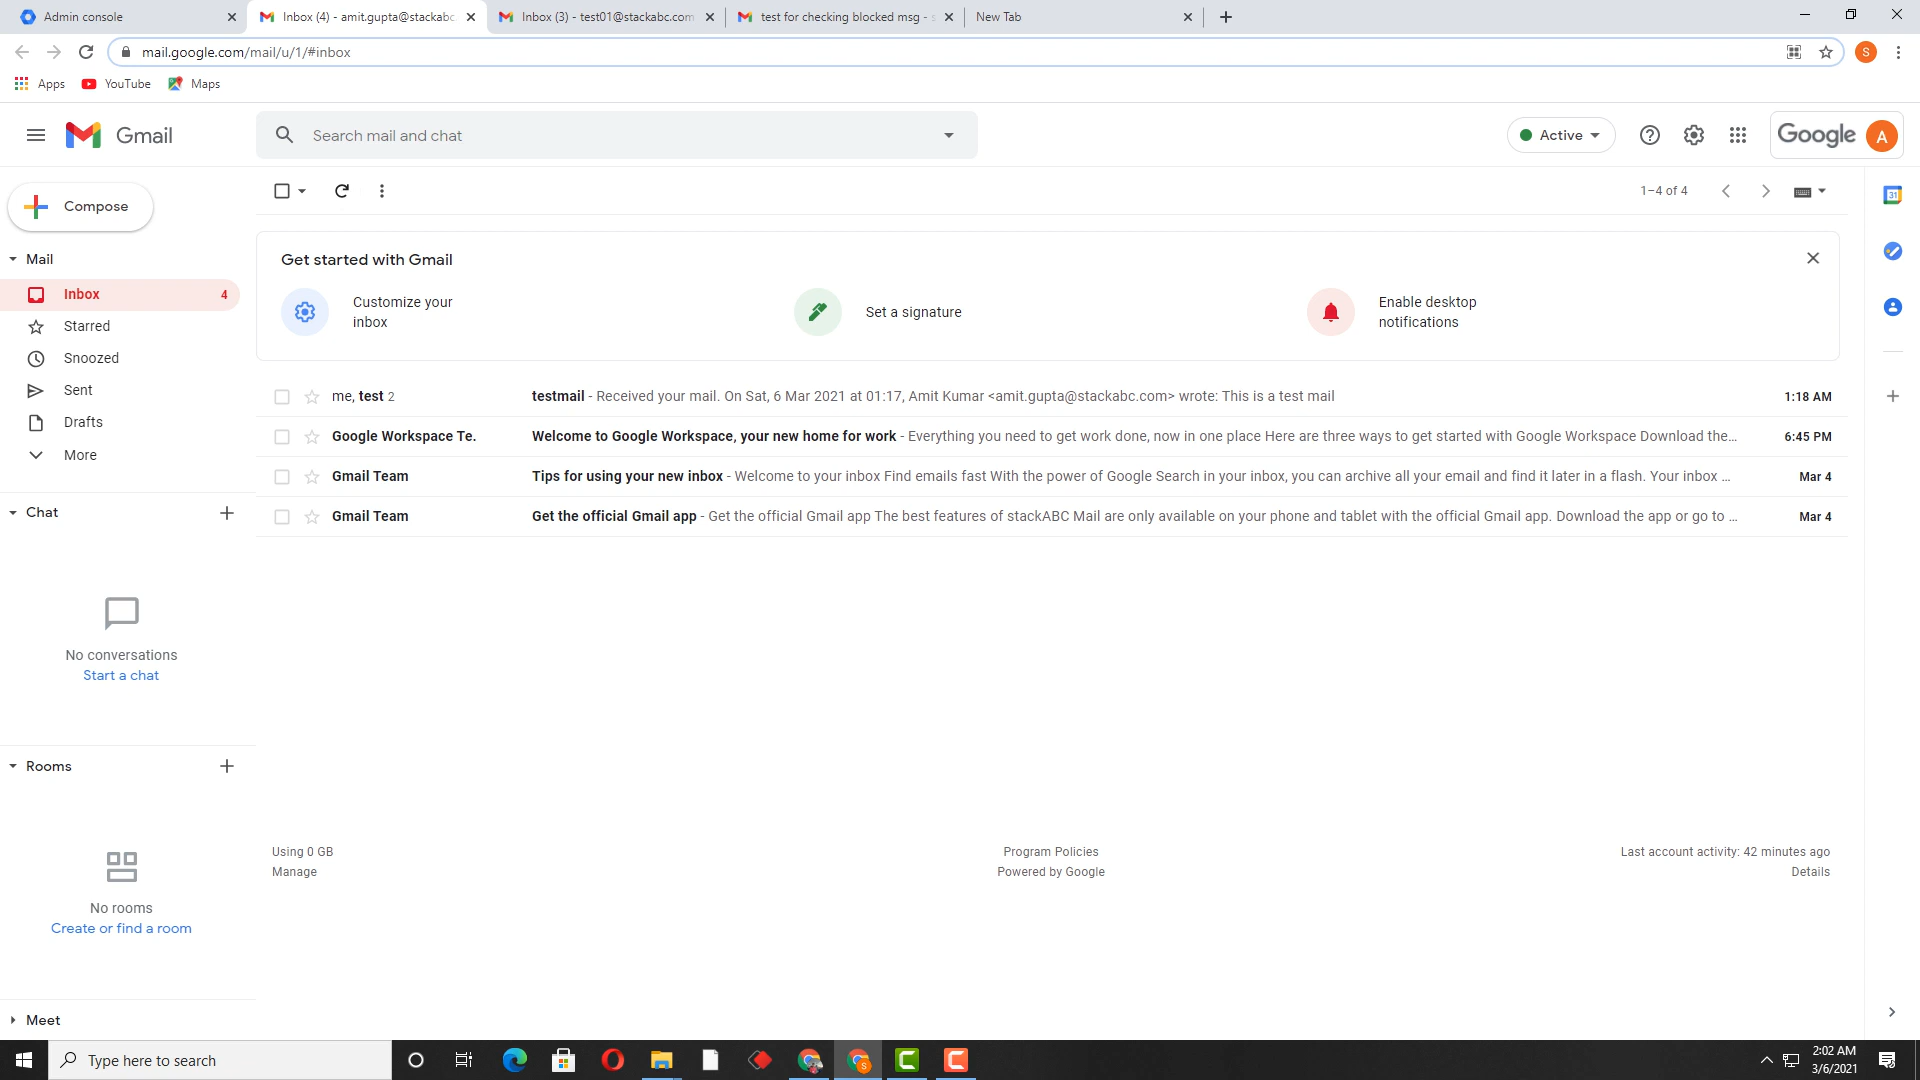 Admin console
Inbox (4) - amit.gupta@stackabc.
Inbox (3) - test01@stackabc.com
test for checking blocked msg - s
New Tab
mail.google.com/mail/u/1/#inbox
S
Apps
YouTube
Maps
Gmail
Search mail and chat
Active
Google
A
Compose
1–4 of 4
31
Mail
Get started with Gmail
Inbox
4
Customize your
inbox
Set a signature
Enable desktop
notifications
Starred
Snoozed
Sent
Drafts
More
me, test 2
testmail - Received your mail. On Sat, 6 Mar 2021 at 01:17, Amit Kumar <amit.gupta@stackabc.com> wrote: This is a test mail
1:18 AM
Google Workspace Te.
Welcome to Google Workspace, your new home for work - Everything you need to get work done, now in one place Here are three ways to get started with Google Workspace Download the...
6:45 PM
Gmail Team
Tips for using your new inbox - Welcome to your inbox Find emails fast With the power of Google Search in your inbox, you can archive all your email and find it later in a flash. Your inbox ...
Mar 4
Gmail Team
Get the official Gmail app - Get the official Gmail app The best features of stackABC Mail are only available on your phone and tablet with the official Gmail app. Download the app or go to ...
Mar 4
Chat
No conversations
Start a chat
Rooms
No rooms
Create or find a room
Using 0 GB
Manage
Program Policies
Powered by Google
Last account activity: 42 minutes ago
Details
Meet
Type here to search
2:02 AM
3/6/2021